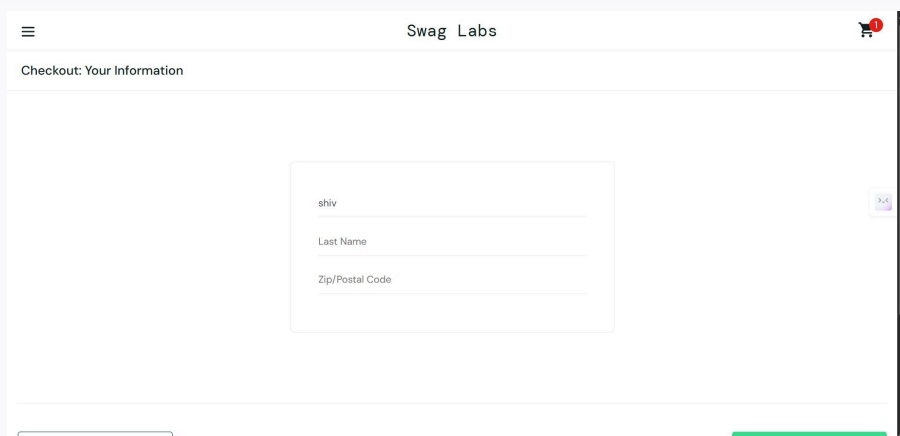 Swag Labs
1
Checkout: Your Information
shiv
Last Name
Zip/Postal Code